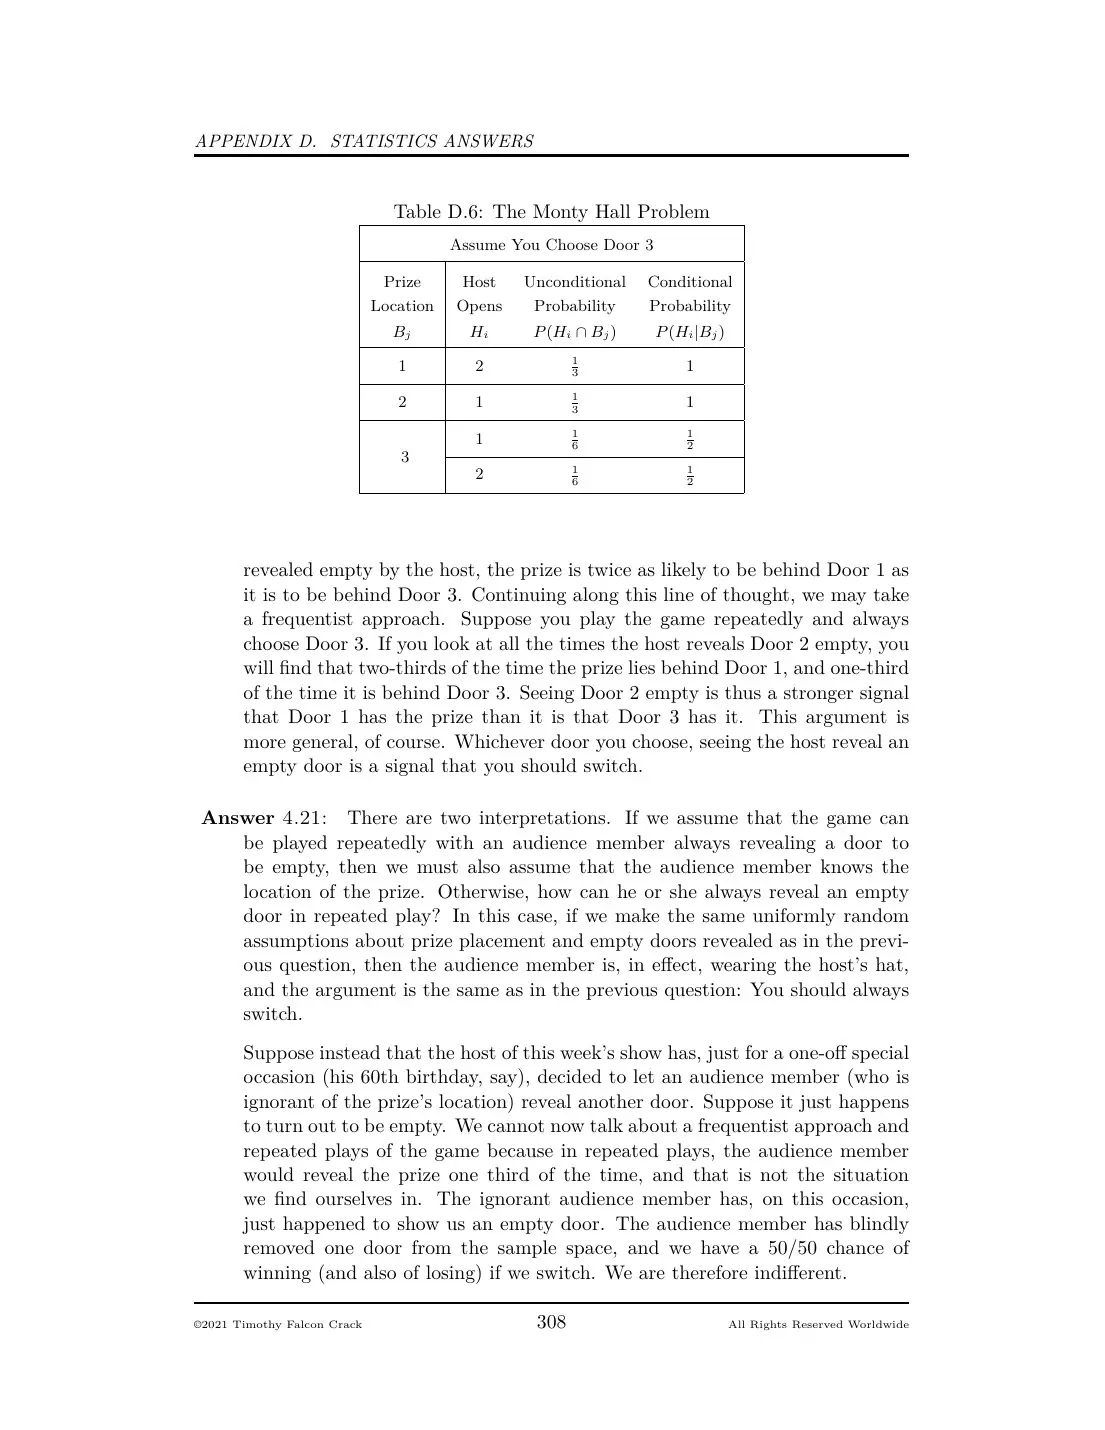 APPENDIX D. STATISTICS ANSWERS
Table D.6: The Monty Hall Problem
Assume You Choose Door 3
Prize Host Unconditional Conditional
Location Opens Probability Probability
Bj Hi P(Hi ∩ Bj) P(Hi|Bj)
1 2 1/3 1
2 1 1/3 1
3
1 1/6 1/2
2 1/6 1/2
revealed empty by the host, the prize is twice as likely to be behind Door 1 as
it is to be behind Door 3. Continuing along this line of thought, we may take
a frequentist approach. Suppose you play the game repeatedly and always
choose Door 3. If you look at all the times the host reveals Door 2 empty, you
will find that two-thirds of the time the prize lies behind Door 1, and one-third
of the time it is behind Door 3. Seeing Door 2 empty is thus a stronger signal
that Door 1 has the prize than it is that Door 3 has it. This argument is
more general, of course. Whichever door you choose, seeing the host reveal an
empty door is a signal that you should switch.
Answer 4.21: There are two interpretations. If we assume that the game can
be played repeatedly with an audience member always revealing a door to
be empty, then we must also assume that the audience member knows the
location of the prize. Otherwise, how can he or she always reveal an empty
door in repeated play? In this case, if we make the same uniformly random
assumptions about prize placement and empty doors revealed as in the previ-
ous question, then the audience member is, in effect, wearing the host's hat,
and the argument is the same as in the previous question: You should always
switch.
Suppose instead that the host of this week's show has, just for a one-off special
occasion (his 60th birthday, say), decided to let an audience member (who is
ignorant of the prize's location) reveal another door. Suppose it just happens
to turn out to be empty. We cannot now talk about a frequentist approach and
repeated plays of the game because in repeated plays, the audience member
would reveal the prize one third of the time, and that is not the situation
we find ourselves in. The ignorant audience member has, on this occasion,
just happened to show us an empty door. The audience member has blindly
removed one door from the sample space, and we have a 50/50 chance of
winning (and also of losing) if we switch. We are therefore indifferent.
©2021 Timothy Falcon Crack 308 All Rights Reserved Worldwide